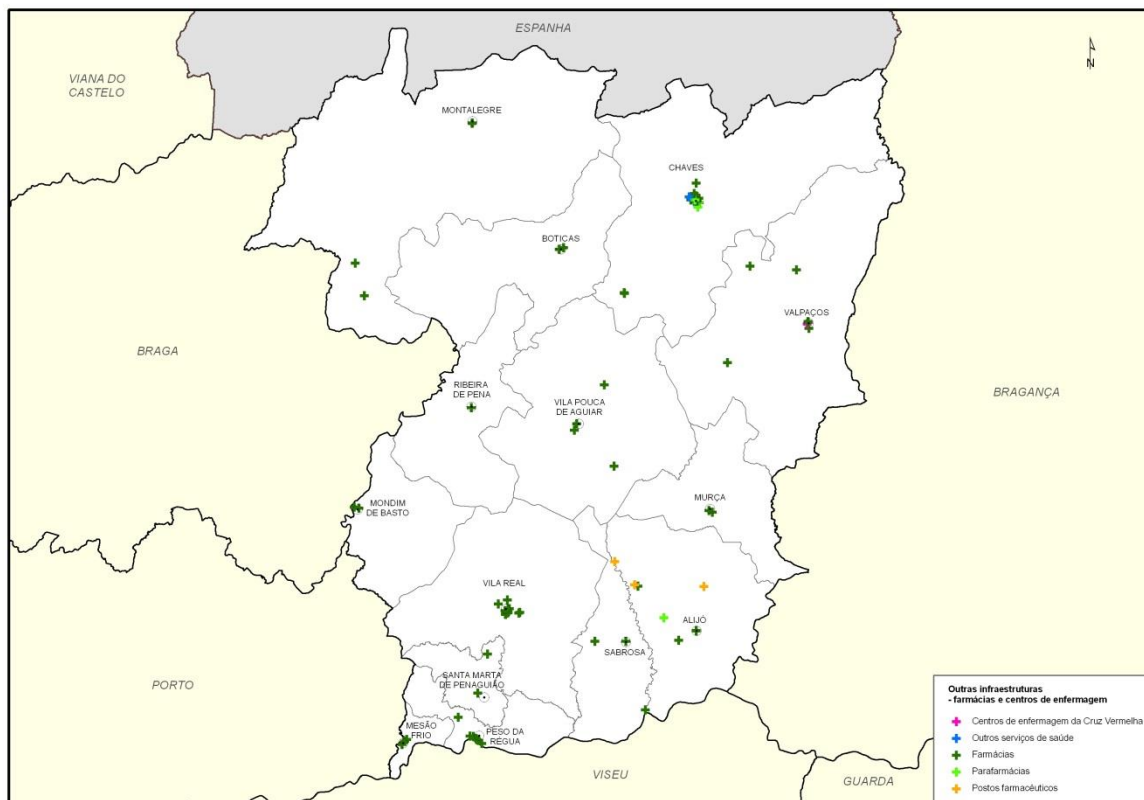 ESPANHA
VIANA DO
CASTELO
N
MONTALEGRE
CHAVES
BOTICAS
VALPAÇOS
BRAGA
RIBEIRA
DE PENA
VILA POUCA
DE AGUIAR
BRAGANÇA
MURÇA
MONDIM
DE BASTO
VILA REAL
ALIJÓ
SABROSA
SANTA MARTA
DE PENAGUIÃO
PORTO
MESÃO
FRIO
PESO DA
RÉGUA
VISEU
GUARDA
Outras infraestruturas
- farmácias e centros de enfermagem
Centros de enfermagem da Cruz Vermelha
Outros serviços de saúde
Farmácias
Parafarmácias
Postos farmacêuticos